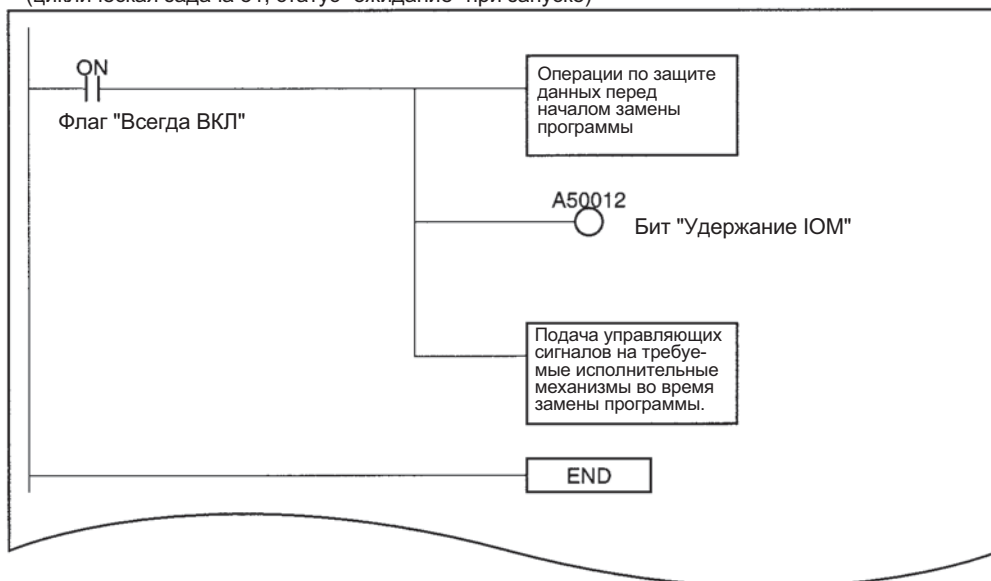 ON
Флаг "Всегда ВКЛ"
Операции по защите
данных перед
началом замены
программы
A50012
Бит "Удержание IOM"
Подача управляющих
сигналов на требуе-
мые исполнительные
механизмы во время
замены программы.
END